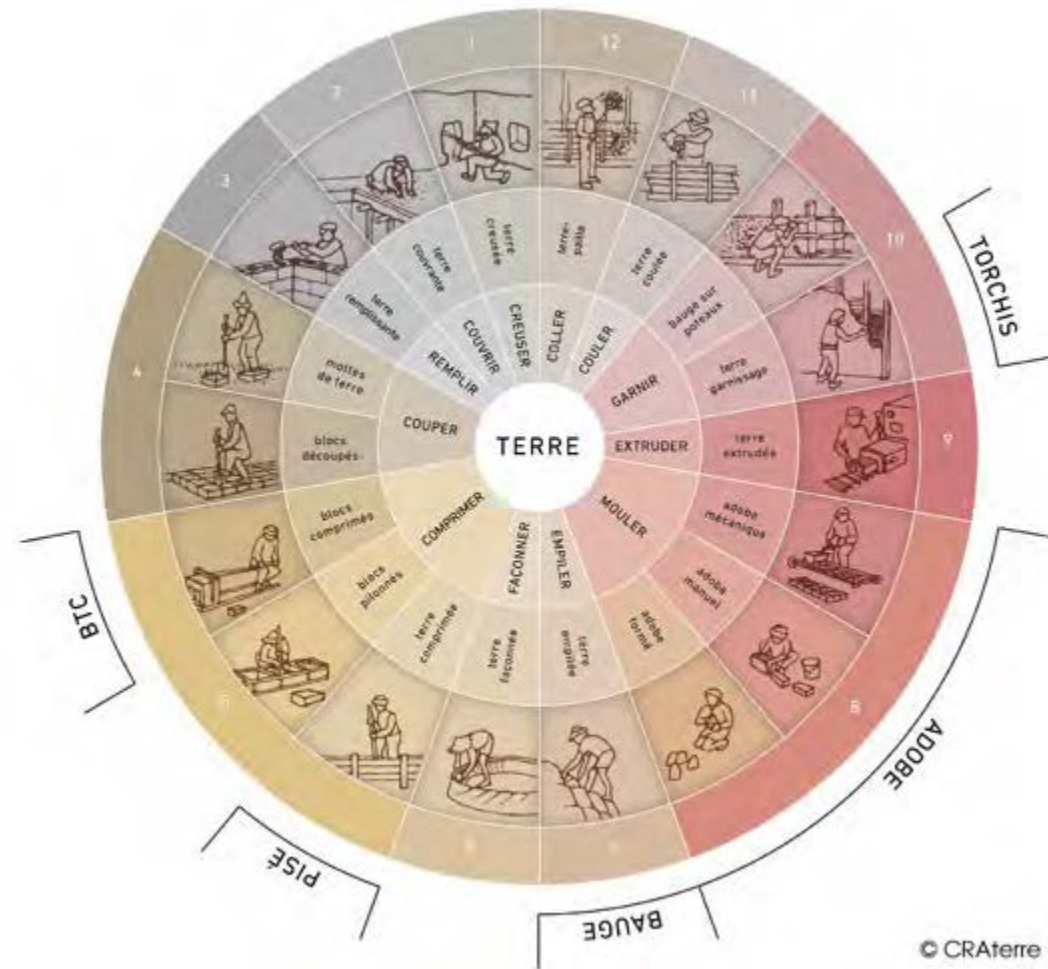 TERRE
CREUSER
COUVRIR
REMPLIR
COUPER
COMPRIMER
FAÇONNER
EMPILER
MOULER
EXTRUDER
GARNIR
COULER
COLLER
terre
creusée
terre
couvrante
terre
remplissante
mottes
de terre
blocs
découpés
blocs
comprimés
blocs
pilonnés
terre
comprimée
terre
façonnée
terre
empilée
adobe
formé
adobe
manuel
adobe
mécanique
terre
extrudée
terre
garnissage
bauge sur
poteaux
terre
coulée
terre-
paille
1
2
3
4
8
9
10
11
12
TORCHIS
ADOBE
BAUGE
PISÉ
BTC
© CRAterre